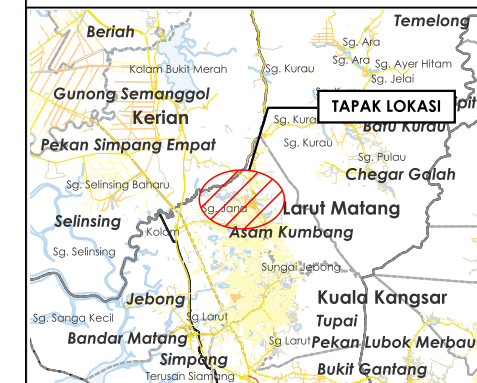 Temelong
Beriah
Sg. Ara
Sg. Ara
Sg. Ayer Hitam
Kolam Bukit Merah
Sg. Kurau
Sg. Jelai
Gunong Semanggol
TAPAK LOKASI
Kerian
Sg. Kurau
Batu Kurau
Pekan Simpang Empat
Sg. Kurau
Sg. Pulau
Chegar Galah
Sg. Selinsing Baharu
Sg. Jana
Larut Matang
Selinsing
Kolam
Asam Kumbang
Sg. Selinsing
Sungai Jebong
Jebong
Kuala Kangsar
Sg. Sanga Kecil
Sg Larut
Tupai
Bandar Matang
Sg Larut
Pekan Lubok Merbau
Simpang
Bukit Gantang
Terusan Siamang